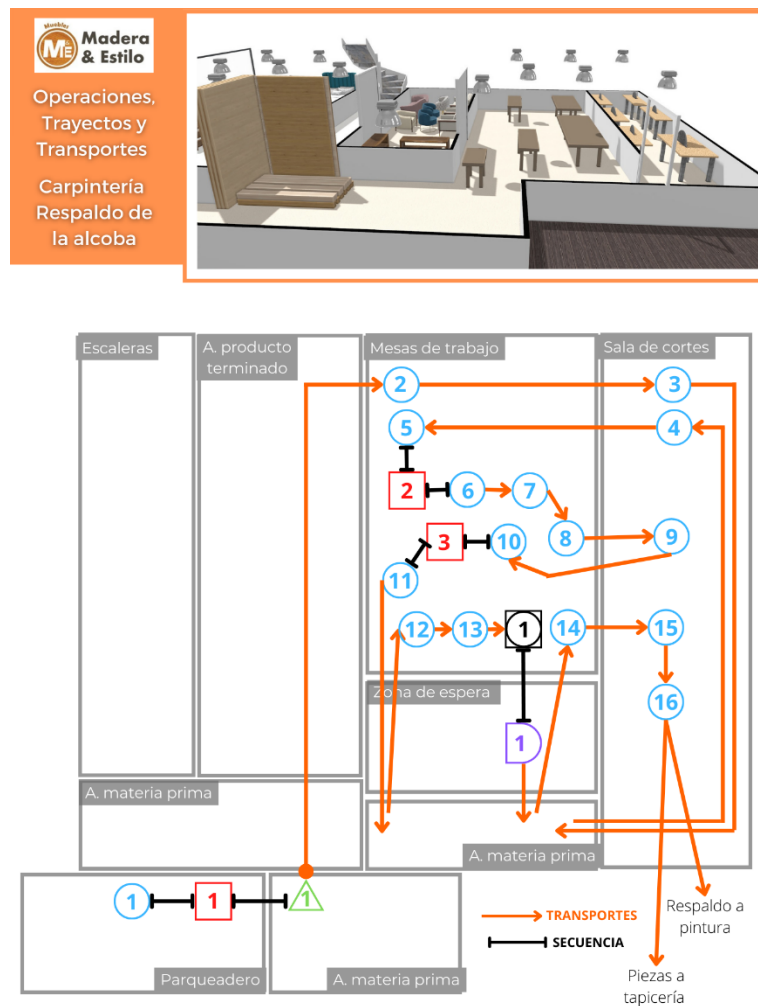 Muebles
M&E
Madera
& Estilo
Operaciones,
Trayectos y
Transportes
Carpintería
Respaldo de
la alcoba
Escaleras
A. producto
terminado
Mesas de trabajo
Sala de cortes
2
3
5
4
2
6
7
8
9
3
10
11
12
13
1
14
15
Zona de espera
16
1
A. materia prima
A. materia prima
1
1
1
Parqueadero
A. materia prima
TRANSPORTES
SECUENCIA
Respaldo a
pintura
Piezas a
tapicería